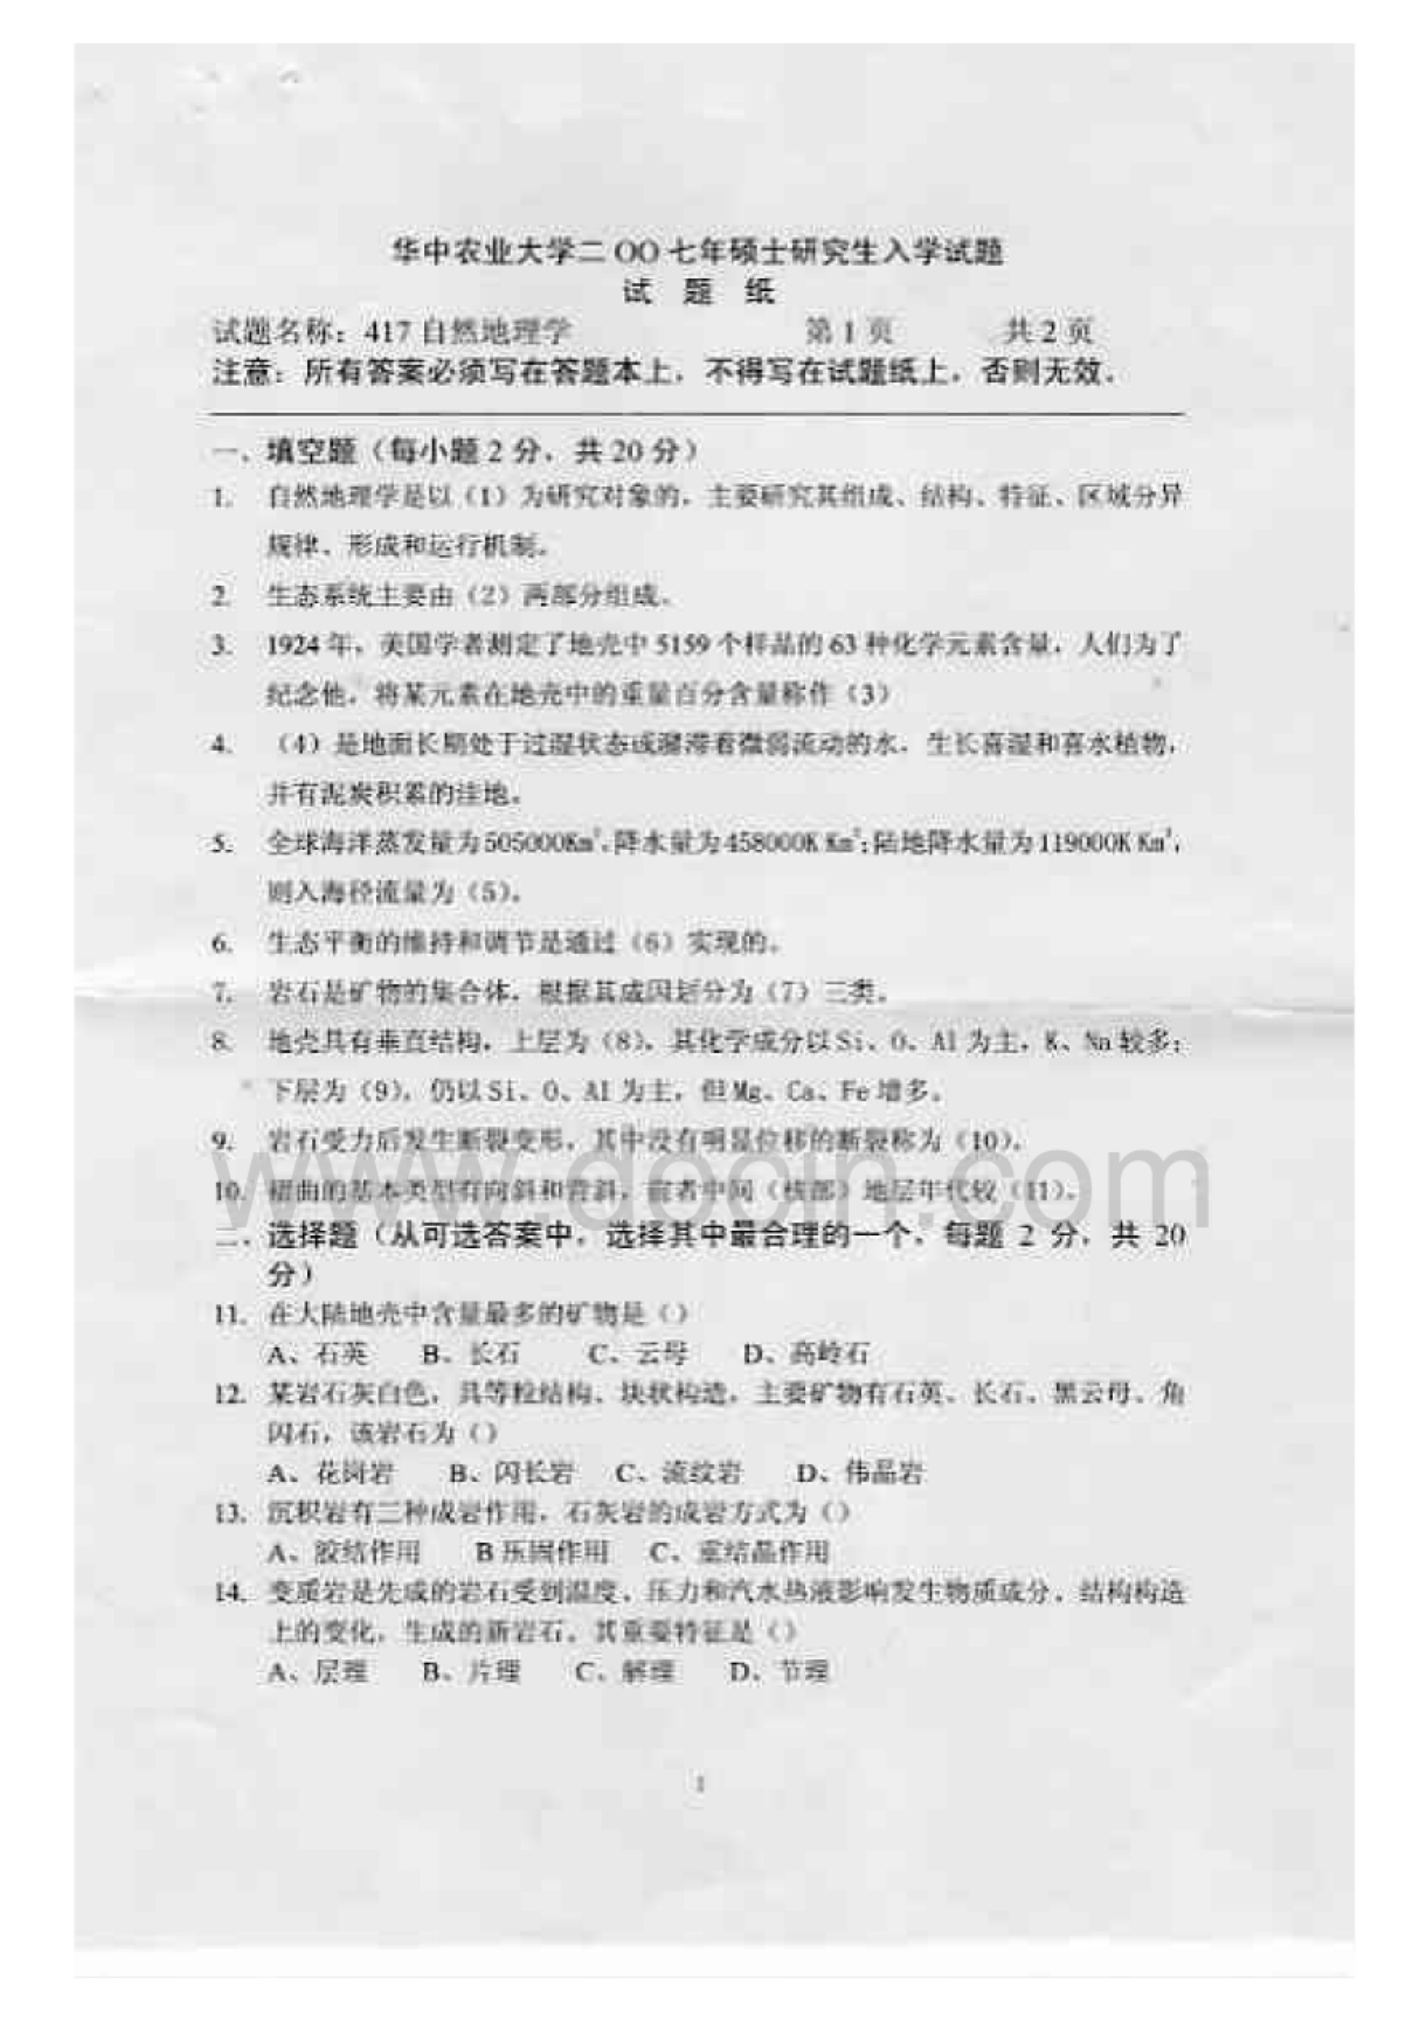 华中农业大学二OO七年硕士研究生入学试题
试 题 纸
试题名称：417自然地理学 第1页 共2页
注意：所有答案必须写在答题本上，不得写在试题纸上，否则无效．
一、填空题（每小题2分，共20分）
1. 自然地理学是以（1）为研究对象的，主要研究其组成、结构、特征、区域分异
规律、形成和运行机制。
2. 生态系统主要由（2）两部分组成。
3. 1924年，美国学者测定了地壳中5159个样品的63种化学元素含量，人们为了
纪念他，将某元素在地壳中的重量百分含量称作（3）
4. （4）是地面长期处于过湿状态或滞着微弱流动的水，生长喜湿和喜水植物，
并有泥炭积累的洼地。
5. 全球海洋蒸发量为505000Km³，降水量为458000K Km³；陆地降水量为119000K Km³，
则入海径流量为（5）。
6. 生态平衡的维持和调节是通过（6）实现的。
7. 岩石是矿物的集合体，根据其成因划分为（7）三类。
8. 地壳具有垂直结构，上层为（8），其化学成分以Si、O、Al为主，K、Na较多；
下层为（9），仍以Si、O、Al为主，但Mg、Ca、Fe增多。
9. 岩石受力后发生断裂变形，其中没有明显位移的断裂称为（10）。
10. 褶曲的基本类型有向斜和背斜，前者中间（核部）地层年代较（11）。
www.docin.com
二、选择题（从可选答案中，选择其中最合理的一个，每题 2 分，共 20
分）
11. 在大陆地壳中含量最多的矿物是（）
A、石英 B、长石 C、云母 D、高岭石
12. 某岩石灰白色，具等粒结构、块状构造，主要矿物有石英、长石、黑云母、角
闪石，该岩石为（）
A、花岗岩 B、闪长岩 C、流纹岩 D、伟晶岩
13. 沉积岩有三种成岩作用，石灰岩的成岩方式为（）
A、胶结作用 B压固作用 C、重结晶作用
14. 变质岩是先成的岩石受到温度、压力和汽水热液影响发生物质成分、结构构造
上的变化，生成的新岩石。其重要特征是（）
A、层理 B、片理 C、解理 D、节理
1